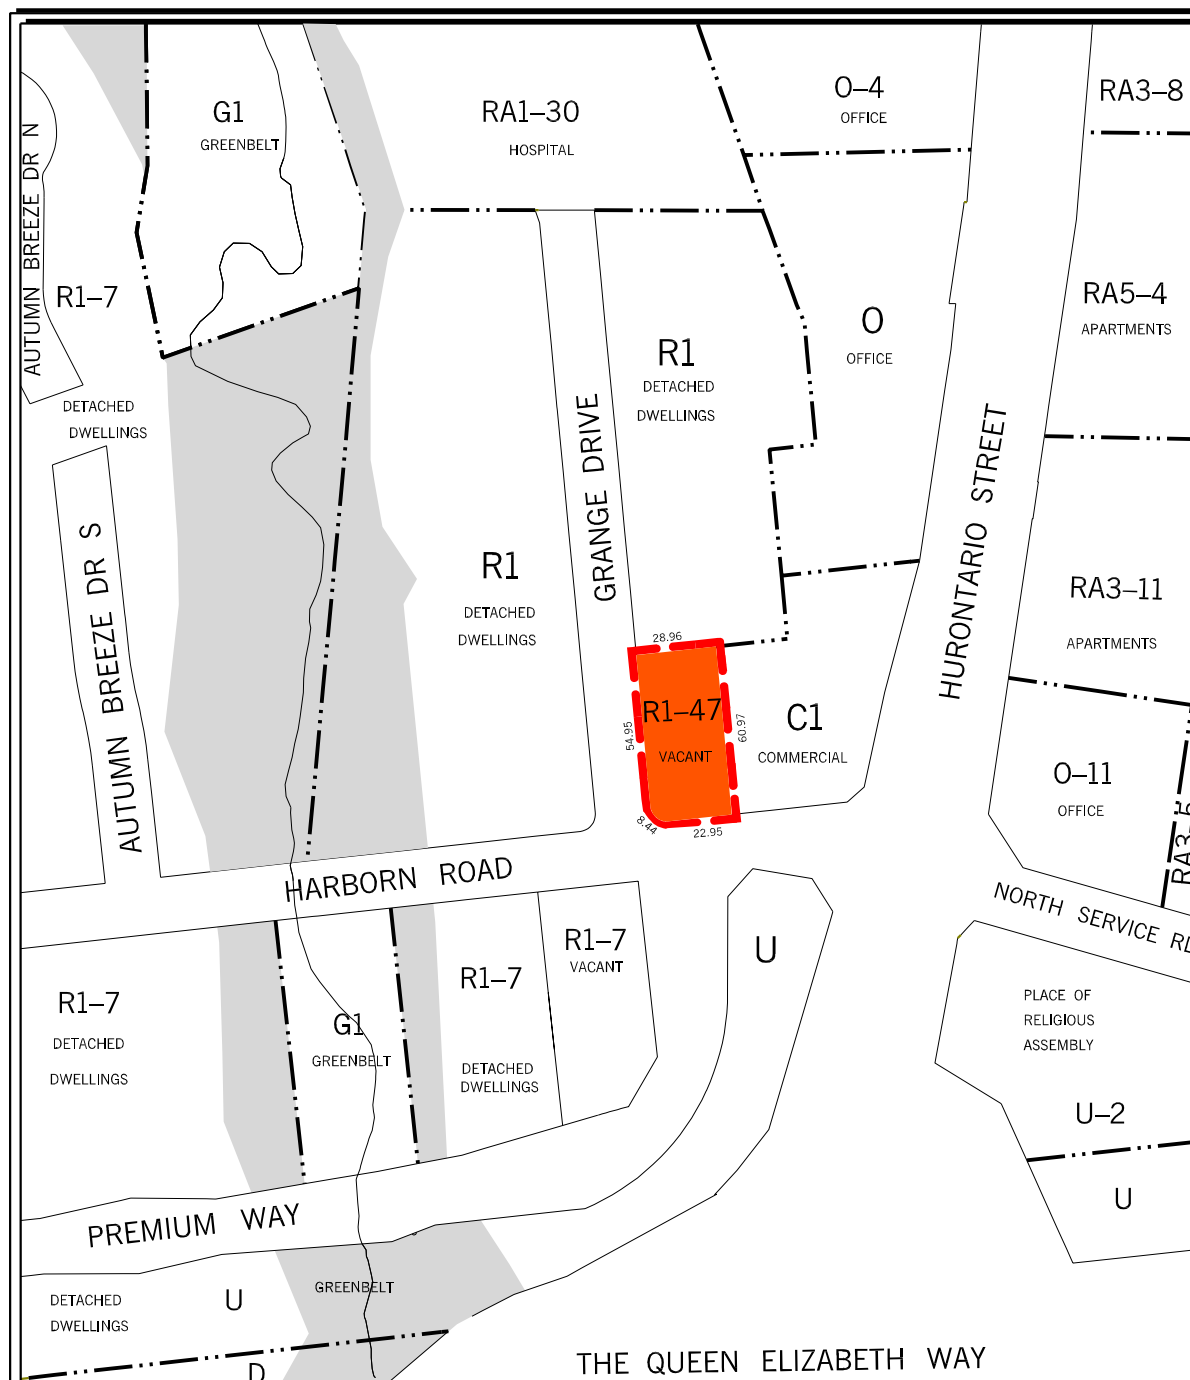 G1
GREENBELT
RA1–30
HOSPITAL
O–4
OFFICE
RA3–8
AUTUMN BREEZE DR N
R1–7
DETACHED
DWELLINGS
R1
DETACHED
DWELLINGS
O
OFFICE
RA5–4
APARTMENTS
GRANGE DRIVE
HURONTARIO STREET
AUTUMN BREEZE DR S
R1
DETACHED
DWELLINGS
RA3–11
APARTMENTS
28.96
54.95
R1–47
VACANT
60.97
8.44
22.95
C1
COMMERCIAL
O–11
OFFICE
HARBORN ROAD
NORTH SERVICE RD
R1–7
DETACHED
DWELLINGS
G1
GREENBELT
R1–7
DETACHED
DWELLINGS
R1–7
VACANT
U
PLACE OF
RELIGIOUS
ASSEMBLY
U–2
U
PREMIUM WAY
DETACHED
DWELLINGS
U
GREENBELT
D
THE QUEEN ELIZABETH WAY